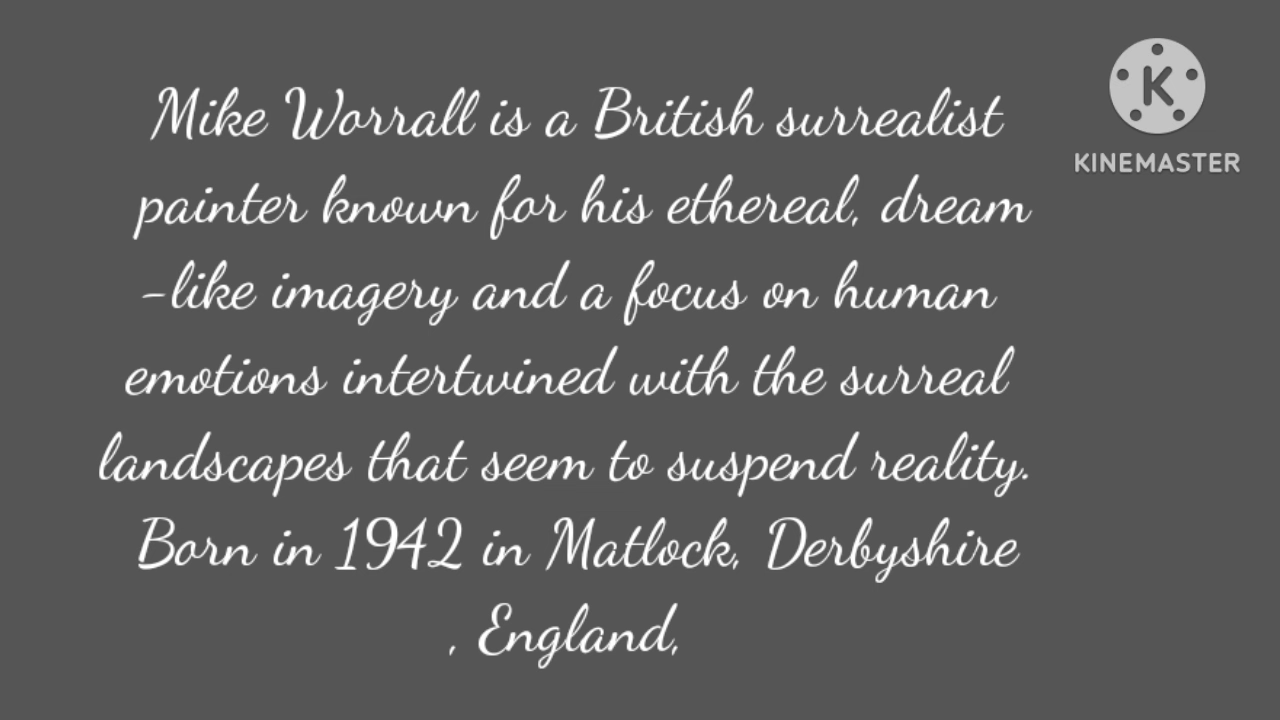 Mike Worrall is a British surrealist
painter known for his ethereal, dream
-like imagery and a focus on human
emotions intertwined with the surreal
landscapes that seem to suspend reality.
Born in 1942 in Matlock, Derbyshire
, England,
K
KINEMASTER